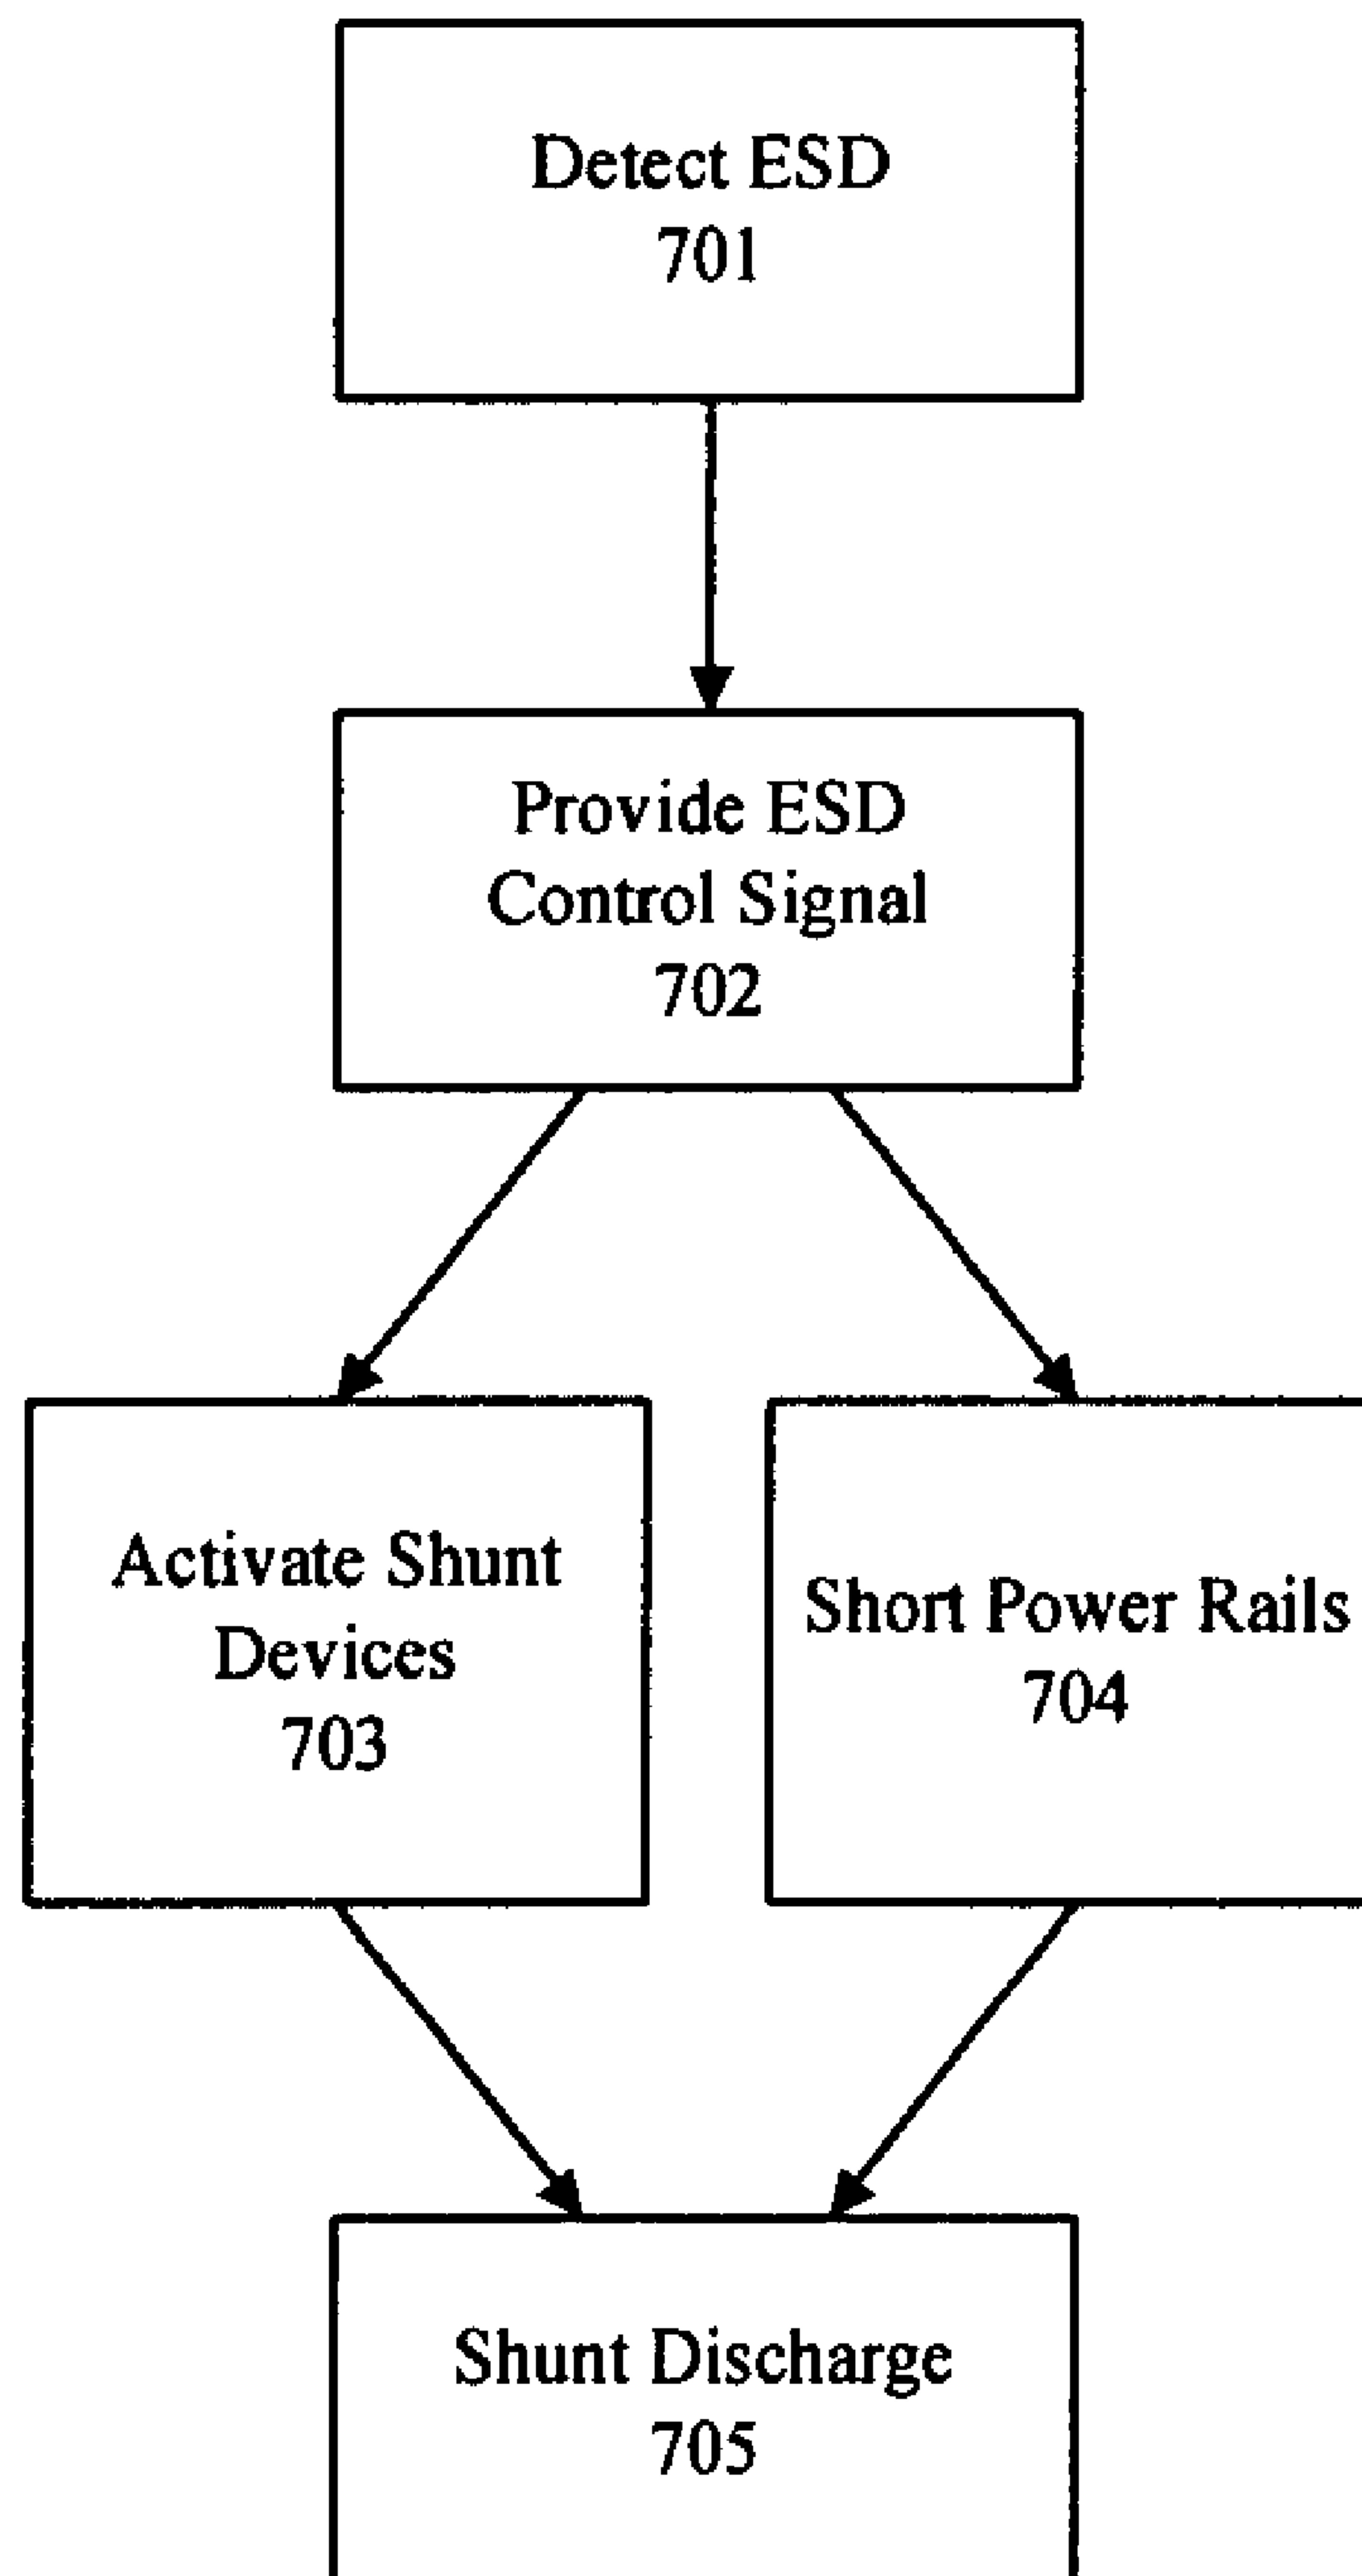 Detect ESD
701
Provide ESD
Control Signal
702
Activate Shunt
Devices
703
Short Power Rails
704
Shunt Discharge
705